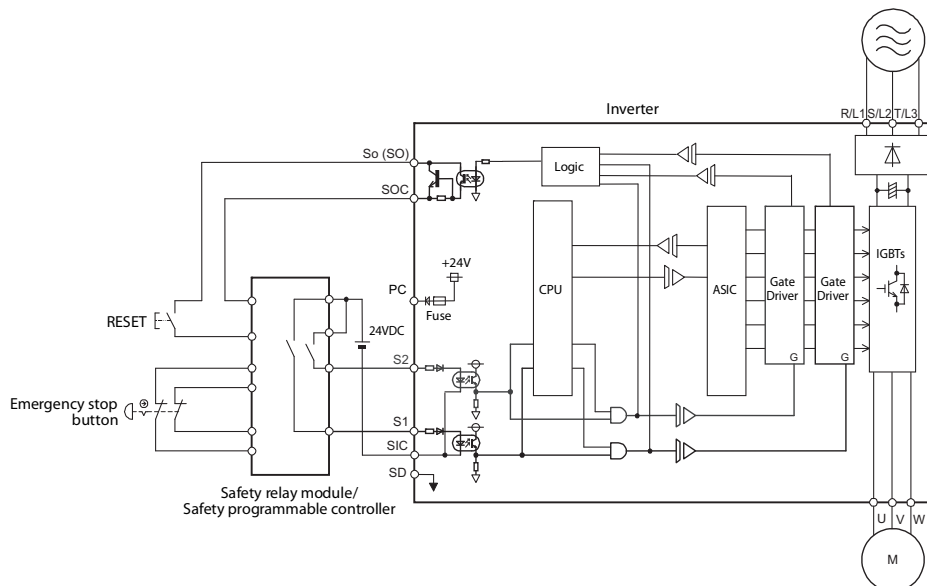 Inverter
R/L1 S/L2 T/L3
So (SO)
SOC
Logic
+24V
PC
Fuse
CPU
ASIC
Gate
Driver
G
Gate
Driver
G
IGBTs
RESET
24VDC
S2
Emergency stop
button
S1
SIC
SD
Safety relay module/
Safety programmable controller
U V W
M